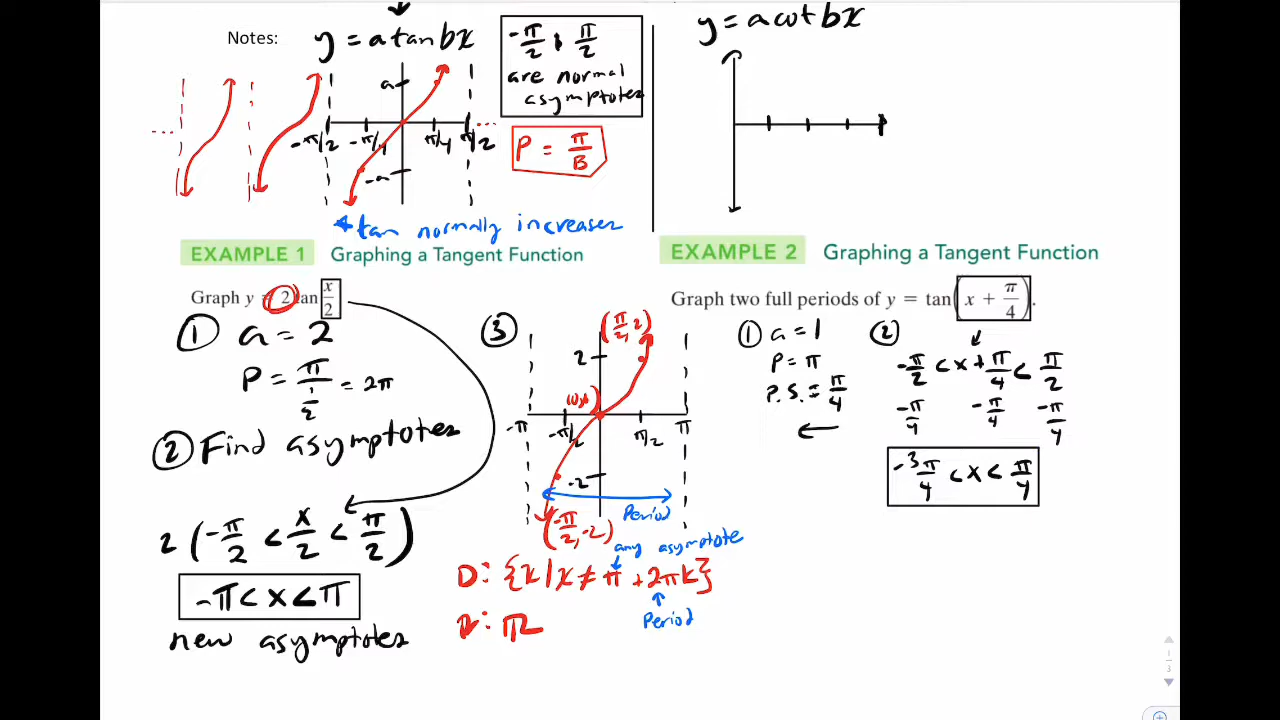 Notes:
y = a tan bx
-π/2 , π/2
are normal
asymptotes
P = π/B
a
-π/2 -π/4 π/4 π/2
-a
tan normally increases
y = a cot bx
EXAMPLE 1 Graphing a Tangent Function
Graph y = 2 tan x/2
① a = 2
P = π/(1/2) = 2π
② Find asymptotes
2 (-π/2 < x/2 < π/2)
-π < x < π
new asymptotes
③
(π/2, 2)
2
(0,0)
-π -π/2 π/2 π
-2
Period
(-π/2, -2)
any asymptote
D: {x | x ≠ π + 2πk}
Period
R: ℝ
EXAMPLE 2 Graphing a Tangent Function
Graph two full periods of y = tan(x + π/4).
① a = 1
P = π
P.S. = π/4
←
②
-π/2 < x + π/4 < π/2
-π/4 -π/4 -π/4
-3π/4 < x < π/4
1
3